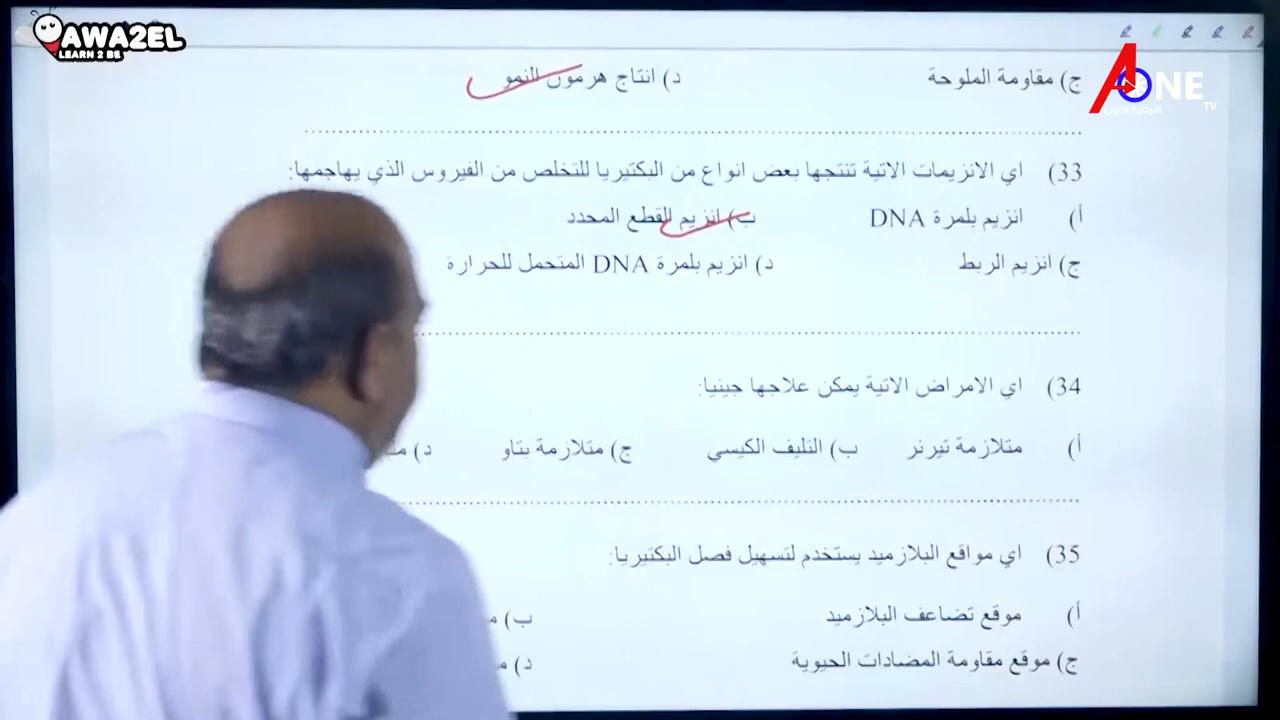 AWA2EL
LEARN 2 BE
A ONE TV
الأردنية الأولى
ج) مقاومة الملوحة د) انتاج هرمون النمو
33) اي الانزيمات الاتية تنتجها بعض انواع من البكتيريا للتخلص من الفيروس الذي يهاجمها:
أ) انزيم بلمرة DNA ب) انزيم القطع المحدد
ج) انزيم الربط د) انزيم بلمرة DNA المتحمل للحرارة
34) اي الامراض الاتية يمكن علاجها جينيا:
أ) متلازمة تيرنر ب) التليف الكيسي ج) متلازمة بتاو د)
35) اي مواقع البلازميد يستخدم لتسهيل فصل البكتيريا:
أ) موقع تضاعف البلازميد ب)
ج) موقع مقاومة المضادات الحيوية د)